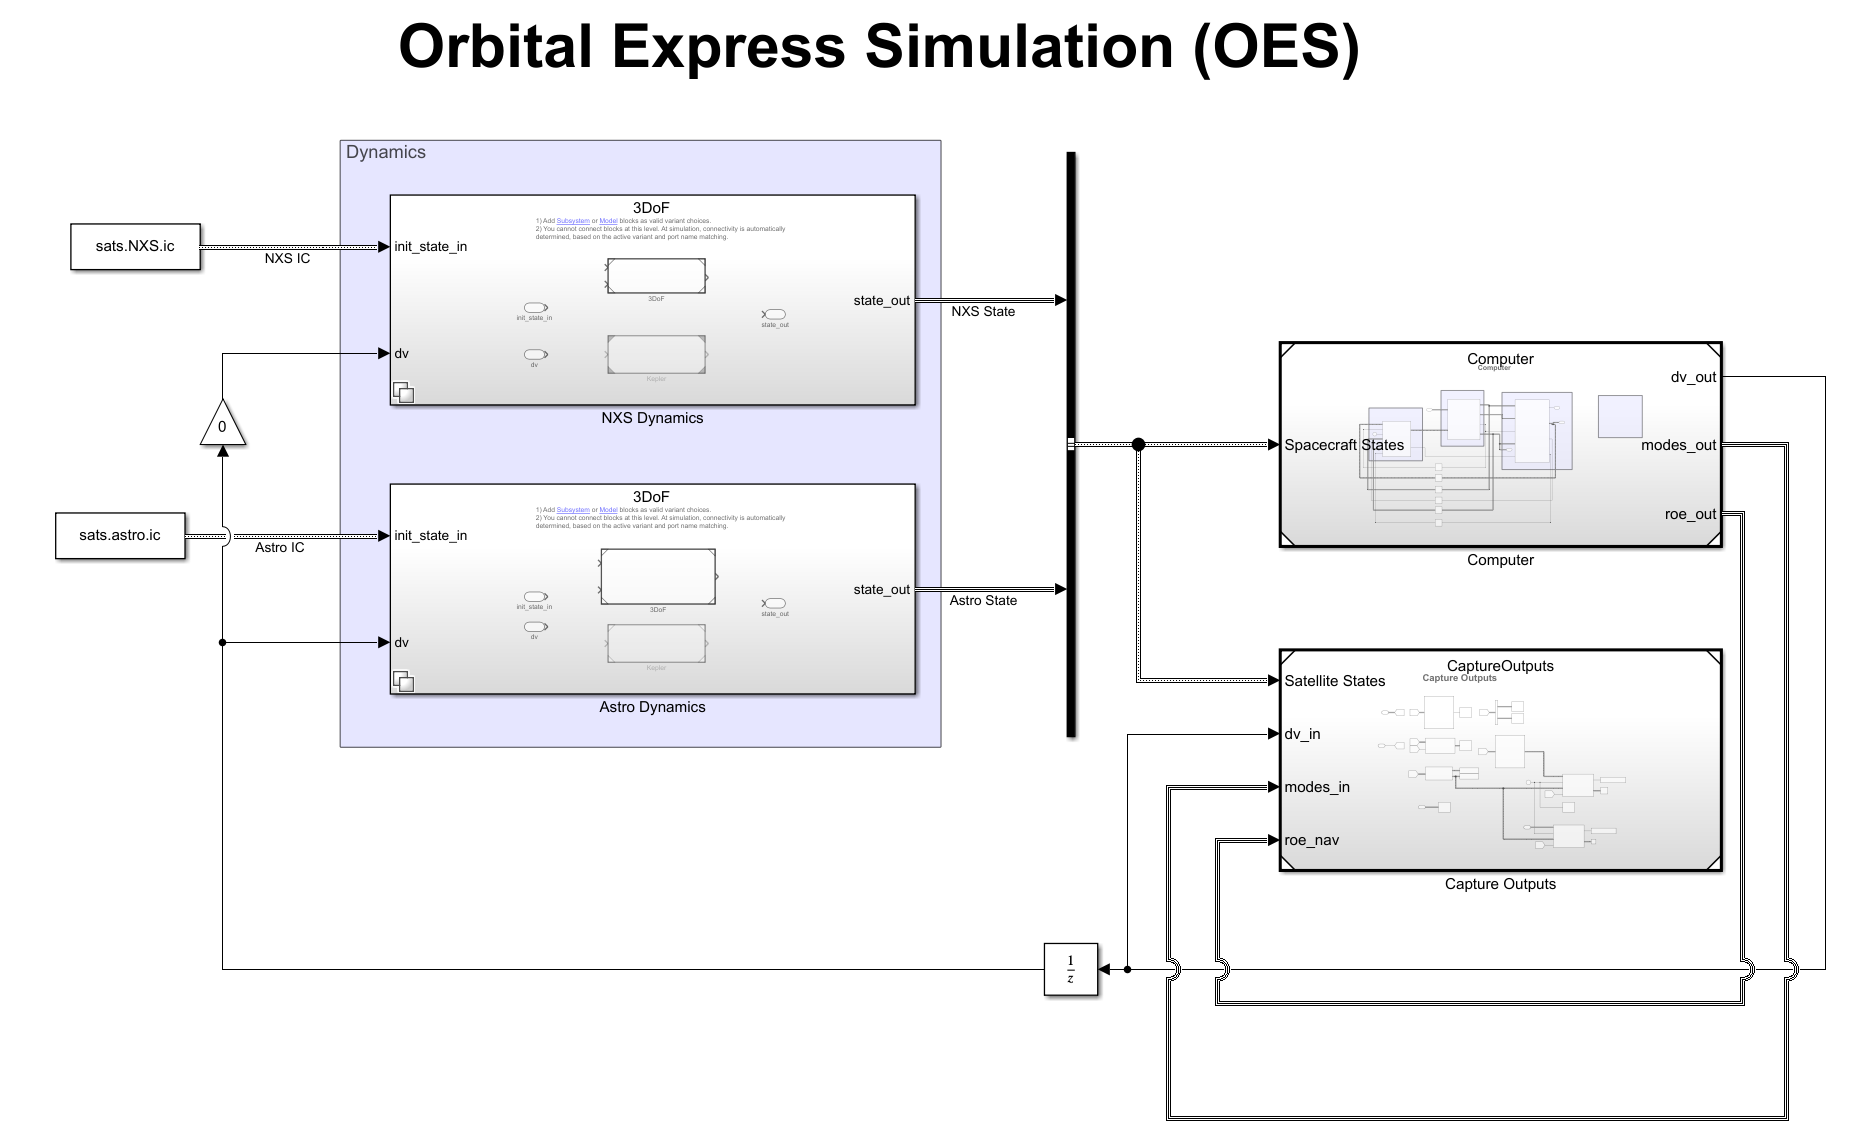 Orbital Express Simulation (OES)
Dynamics
3DoF
1) Add Subsystem or Model blocks as valid variant choices.
2) You cannot connect blocks at this level. At simulation, connectivity is automatically
determined, based on the active variant and port name matching.
sats.NXS.ic
NXS IC
init_state_in
3DoF
init_state_in
state_out
state_out
NXS State
dv
dv
Kepler
NXS Dynamics
0
3DoF
1) Add Subsystem or Model blocks as valid variant choices.
2) You cannot connect blocks at this level. At simulation, connectivity is automatically
determined, based on the active variant and port name matching.
sats.astro.ic
Astro IC
init_state_in
init_state_in
3DoF
state_out
state_out
Astro State
dv
dv
Kepler
Astro Dynamics
Computer
Computer
dv_out
Spacecraft States
modes_out
roe_out
Computer
CaptureOutputs
Capture Outputs
Satellite States
dv_in
modes_in
roe_nav
Capture Outputs
1
z